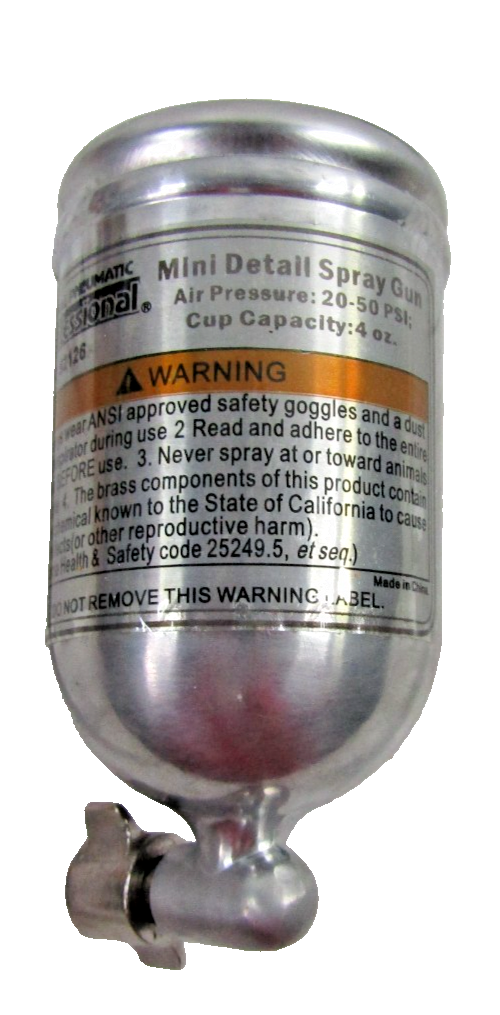 Mini Detail Spray Gun
Air Pressure: 20-50 PSI;
Cup Capacity:4 oz.
WARNING
wear ANSI approved safety goggles and a dust
during use 2 Read and adhere to the entire
BEFORE use. 3. Never spray at or toward animals
4. The brass components of this product contain
known to the State of California to cause
(or other reproductive harm).
Health & Safety code 25249.5, et seq.)
Made in China
DO NOT REMOVE THIS WARNING LABEL.